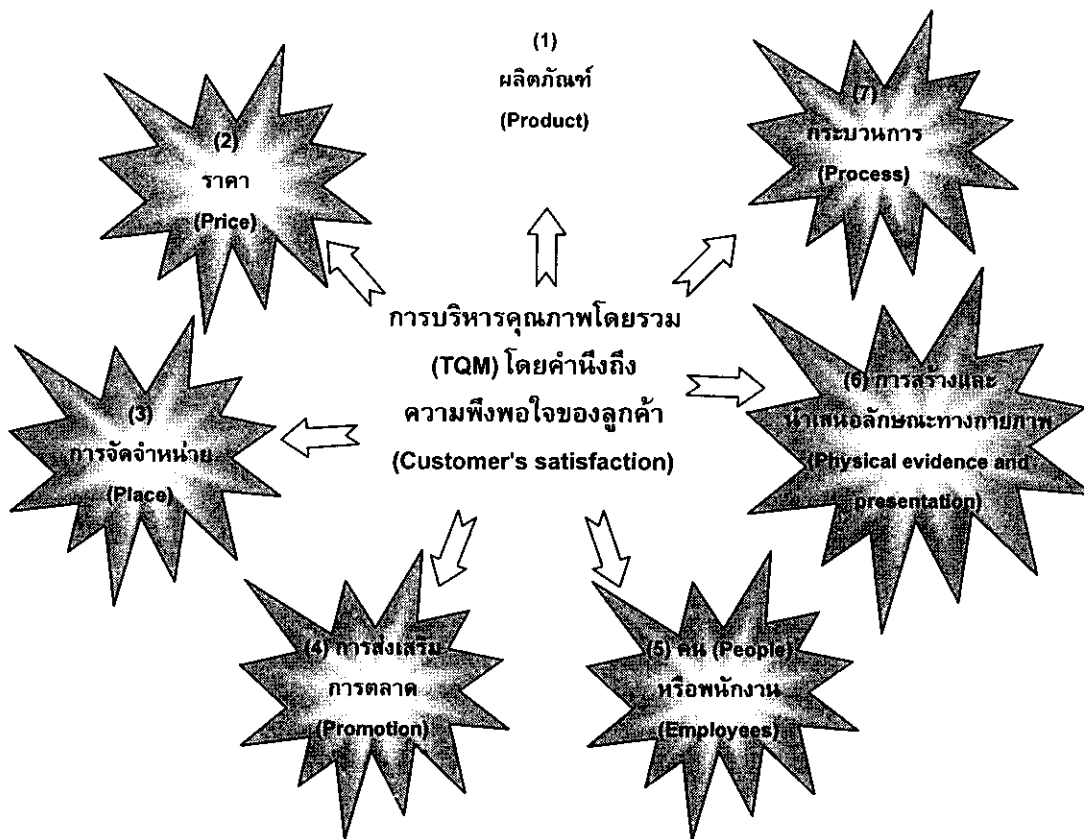 (1)
ผลิตภัณฑ์
(Product)
(2)
ราคา
(Price)
(7)
กระบวนการ
(Process)
การบริหารคุณภาพโดยรวม
(TQM) โดยคำนึงถึง
ความพึงพอใจของลูกค้า
(Customer's satisfaction)
(3)
การจัดจำหน่าย
(Place)
(6) การสร้างและ
นำเสนอลักษณะทางกายภาพ
(Physical evidence and
presentation)
(4) การส่งเสริม
การตลาด
(Promotion)
(5) คน (People)
หรือพนักงาน
(Employees)